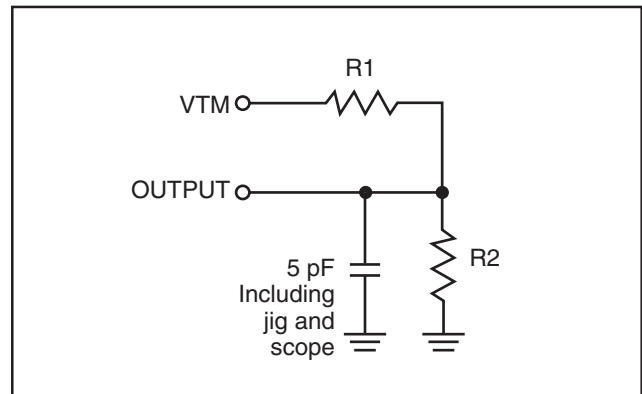 R1
VTM
OUTPUT
R2
5 pF
Including
jig and
scope